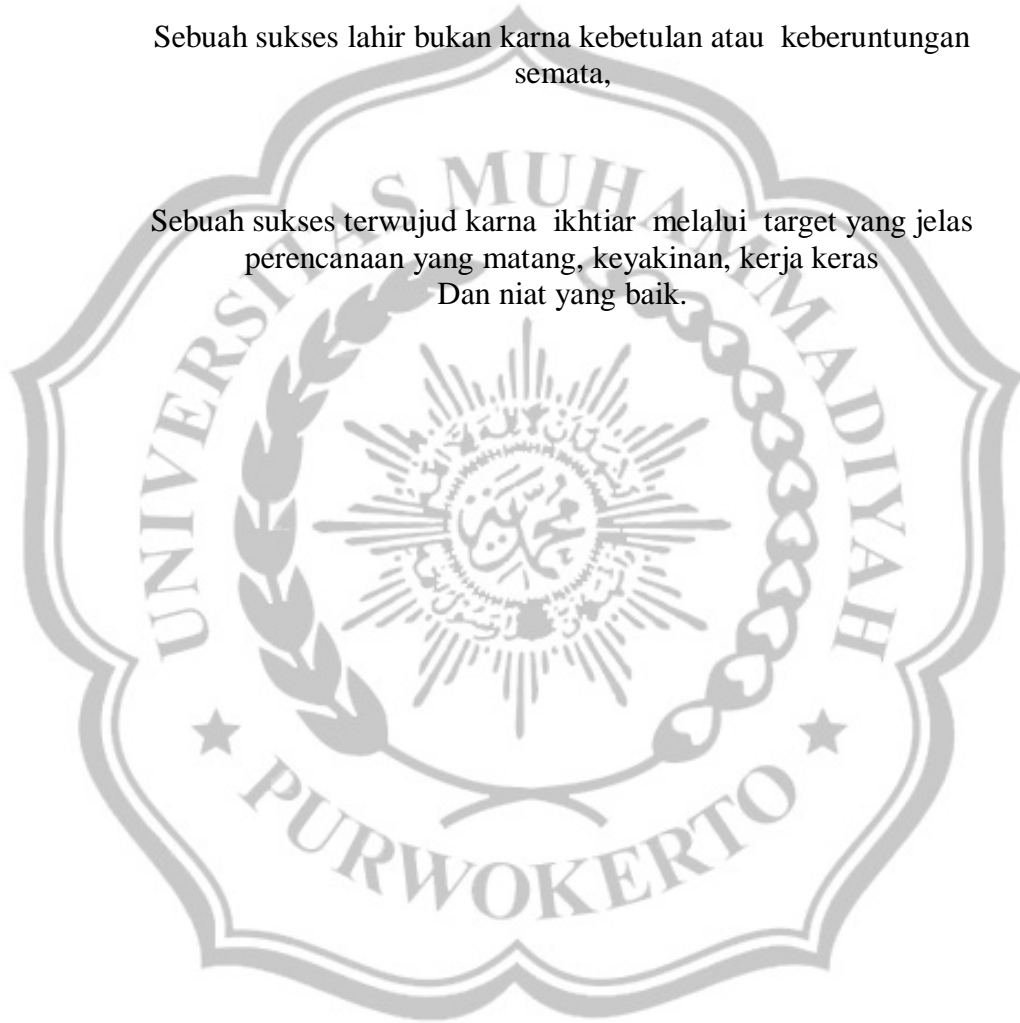 Sebuah sukses lahir bukan karna kebetulan atau keberuntungan
semata,
Sebuah sukses terwujud karna ikhtiar melalui target yang jelas
perencanaan yang matang, keyakinan, kerja keras
Dan niat yang baik.
UNIVERSITAS MUHAMMADIYAH
PURWOKERTO